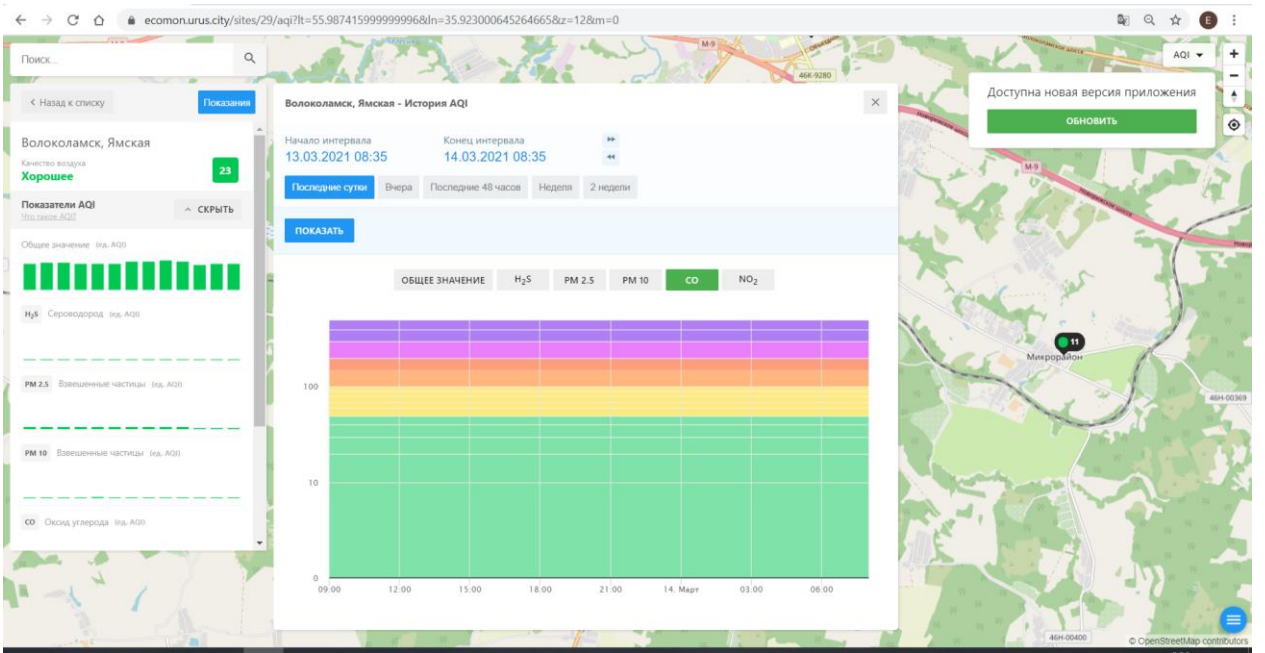 ecomon.urus.city/sites/29/aqi?lt=55.987415999999996&ln=35.923000645264665&z=12&m=0
E
Поиск...
М-9
46К-9280
AQI
+
−
Доступна новая версия приложения
ОБНОВИТЬ
< Назад к списку
Показания
Волоколамск, Ямская
Качество воздуха
Хорошее
23
Показатели AQI
Что такое AQI?
СКРЫТЬ
Общее значение (ед. AQI)
H2S Сероводород (ед. AQI)
PM 2.5 Взвешенные частицы (ед. AQI)
PM 10 Взвешенные частицы (ед. AQI)
CO Оксид углерода (ед. AQI)
Волоколамск, Ямская - История AQI
Начало интервала
Конец интервала
13.03.2021 08:35
14.03.2021 08:35
Последние сутки
Вчера
Последние 48 часов
Неделя
2 недели
ПОКАЗАТЬ
ОБЩЕЕ ЗНАЧЕНИЕ
H2S
PM 2.5
PM 10
CO
NO2
100
10
0
09:00
12:00
15:00
18:00
21:00
14. Март
03:00
06:00
М-9
11
Микрорайон
46Н-00369
46Н-00400
© OpenStreetMap contributors